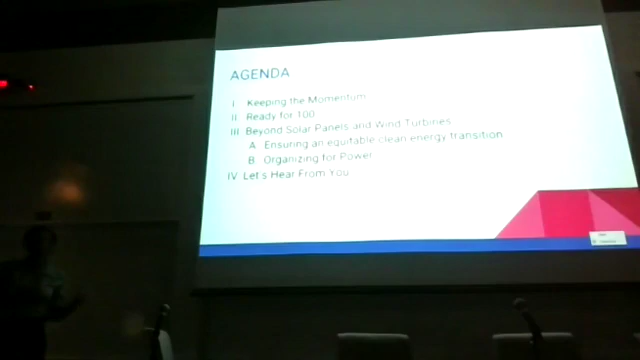 AGENDA
I Keeping the Momentum
II Ready for 100
III Beyond Solar Panels and Wind Turbines
A Ensuring an equitable clean energy transition
B. Organizing for Power
IV Let's Hear From You